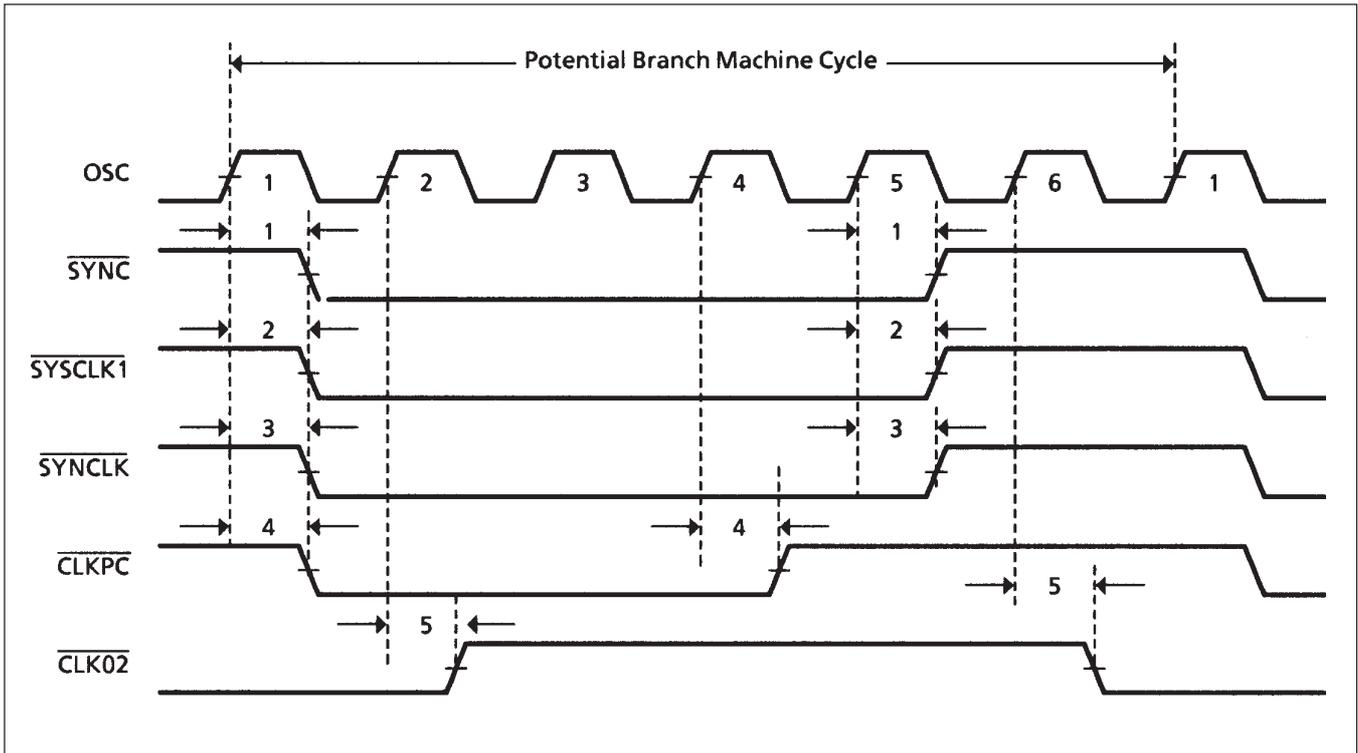 Potential Branch Machine Cycle
OSC 1 2 3 4 5 6 1
1 1
SYNC
2 2
SYSCLK1
3 3
SYNCLK
4 4
CLKPC
5
5
CLK02